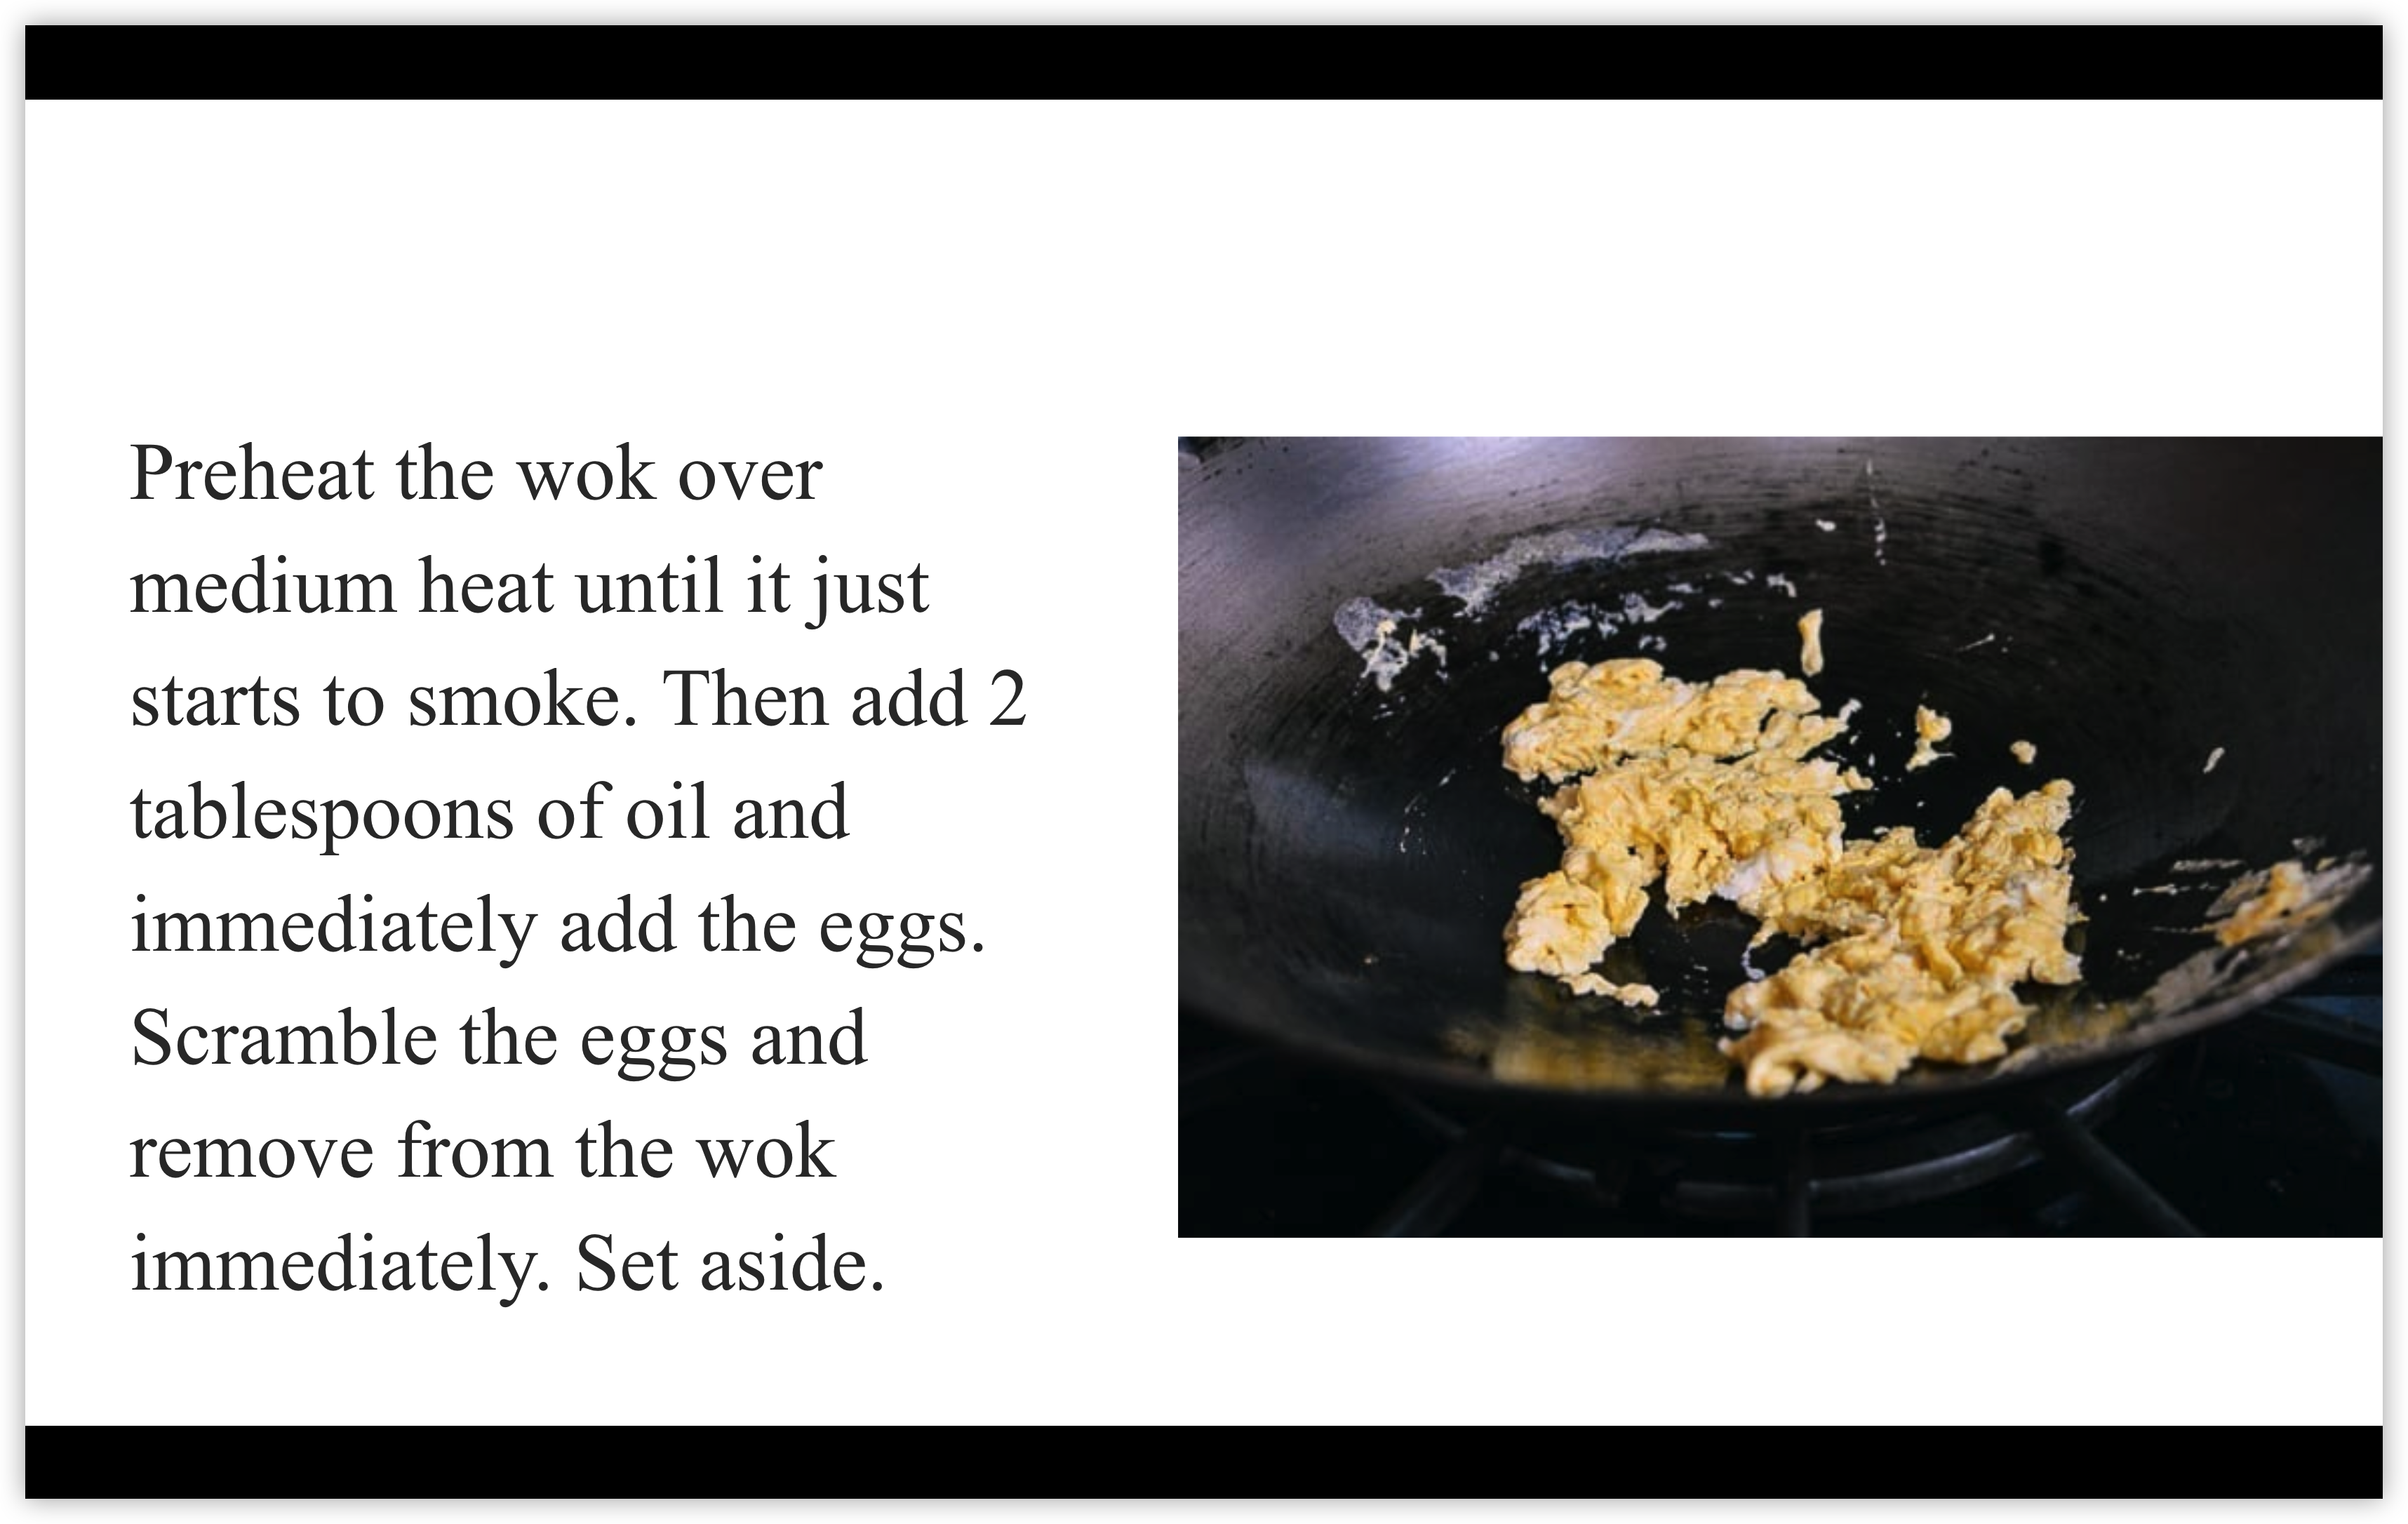 Preheat the wok over
medium heat until it just
starts to smoke. Then add 2
tablespoons of oil and
immediately add the eggs.
Scramble the eggs and
remove from the wok
immediately. Set aside.